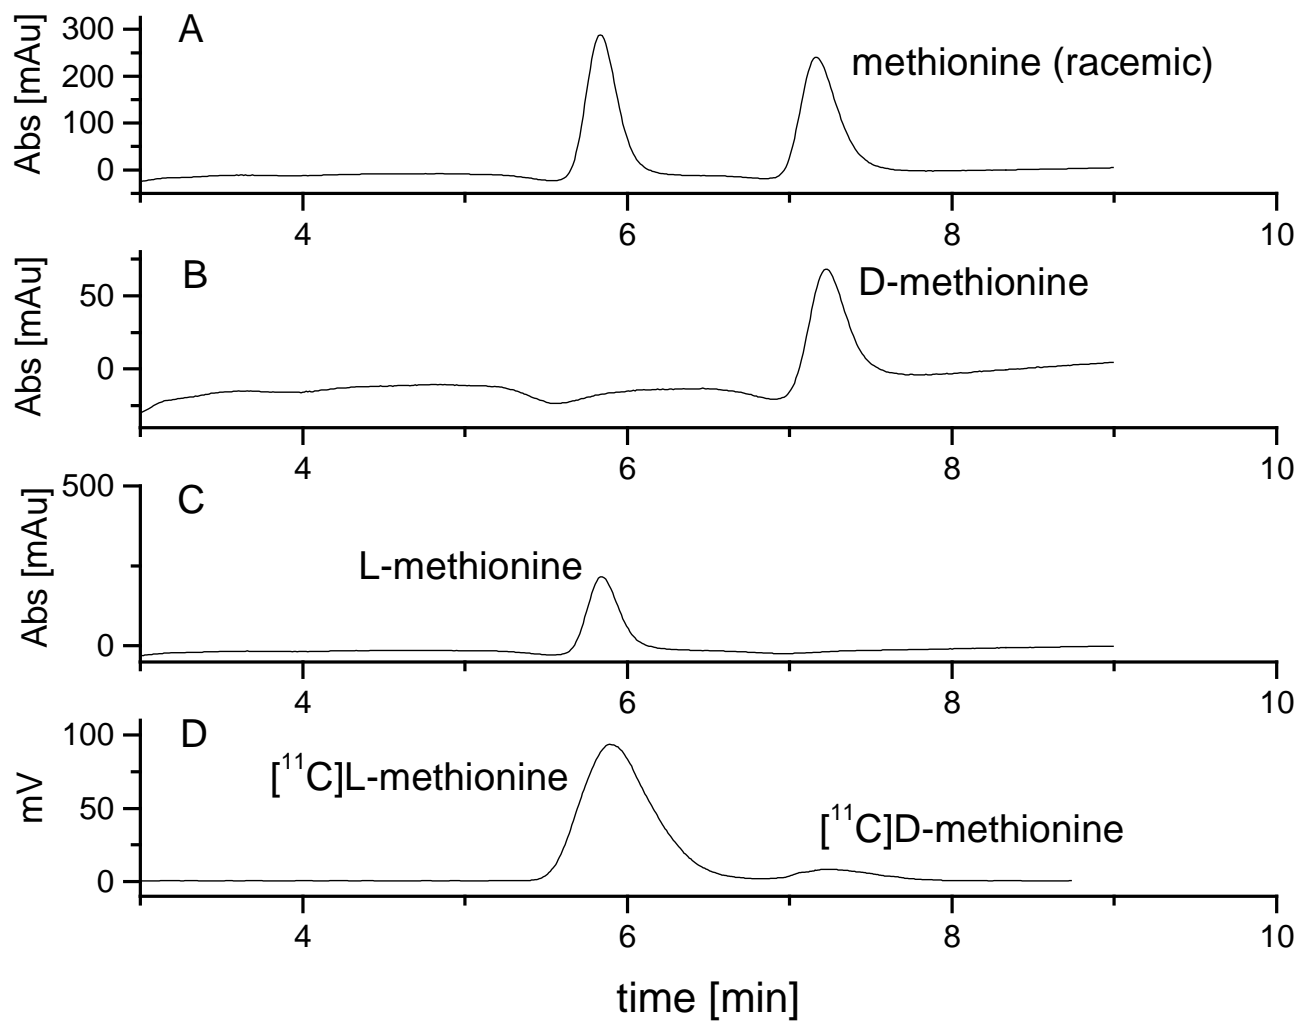 A
methionine (racemic)
Abs [mAu]
300
200
100
0
4 6 8 10
B
D-methionine
Abs [mAu]
50
0
4 6 8 10
C
L-methionine
Abs [mAu]
500
0
4 6 8 10
D
[¹¹C]L-methionine
[¹¹C]D-methionine
mV
100
50
0
4 6 8 10
time [min]